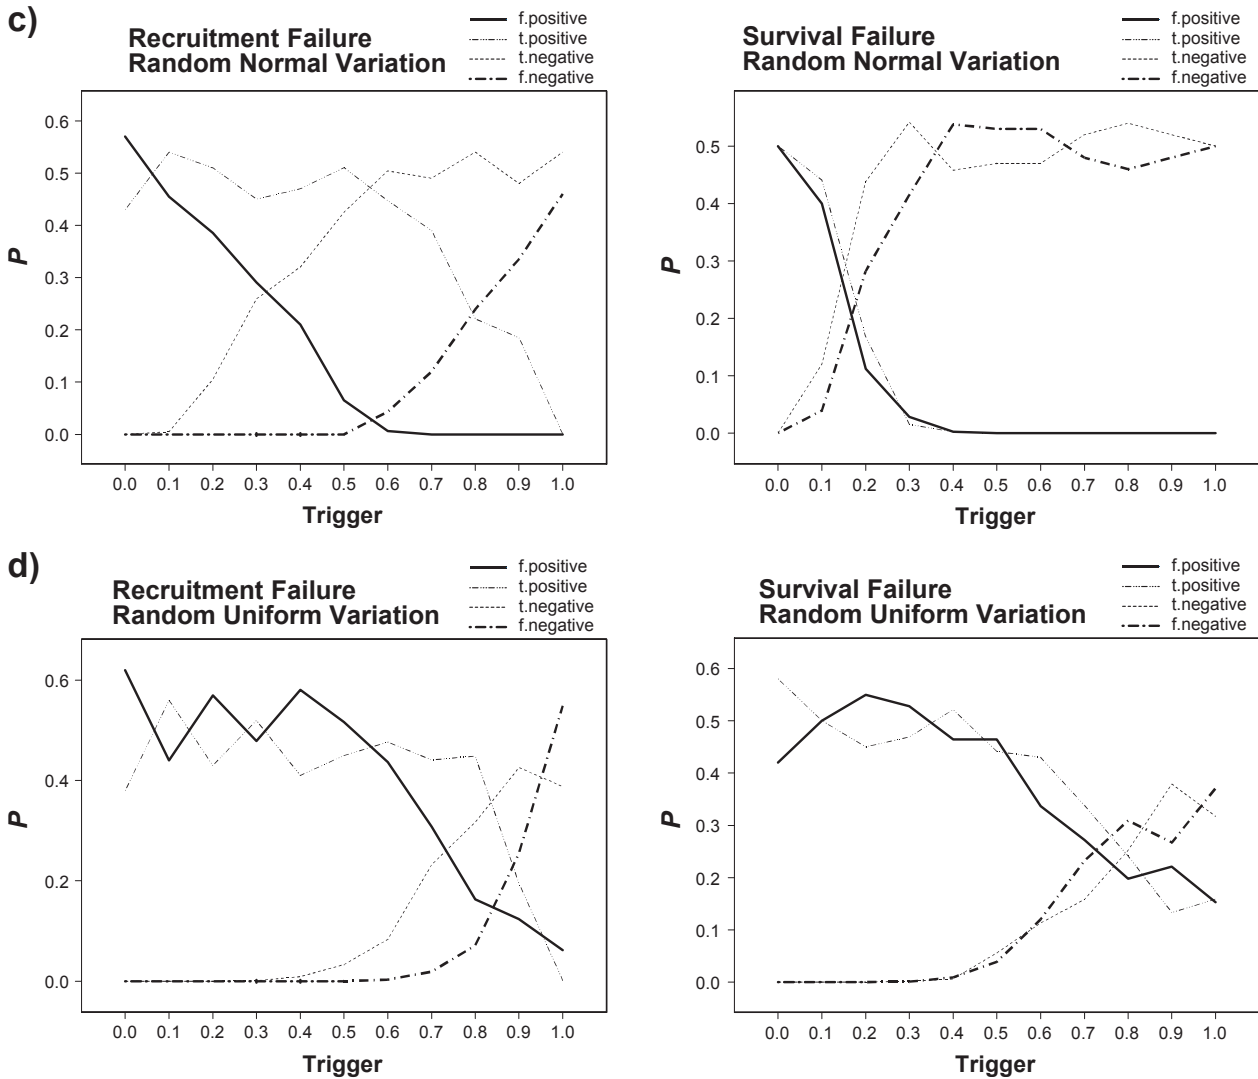 c)
Recruitment Failure
Random Normal Variation
f.positive
t.positive
t.negative
f.negative
0.6
0.5
0.4
0.3
0.2
0.1
0.0
P
0.0 0.1 0.2 0.3 0.4 0.5 0.6 0.7 0.8 0.9 1.0
Trigger
Survival Failure
Random Normal Variation
f.positive
t.positive
t.negative
f.negative
0.5
0.4
0.3
0.2
0.1
0.0
P
0.0 0.1 0.2 0.3 0.4 0.5 0.6 0.7 0.8 0.9 1.0
Trigger
d)
Recruitment Failure
Random Uniform Variation
f.positive
t.positive
t.negative
f.negative
0.6
0.4
0.2
0.0
P
0.0 0.1 0.2 0.3 0.4 0.5 0.6 0.7 0.8 0.9 1.0
Trigger
Survival Failure
Random Uniform Variation
f.positive
t.positive
t.negative
f.negative
0.6
0.5
0.4
0.3
0.2
0.1
0.0
P
0.0 0.1 0.2 0.3 0.4 0.5 0.6 0.7 0.8 0.9 1.0
Trigger